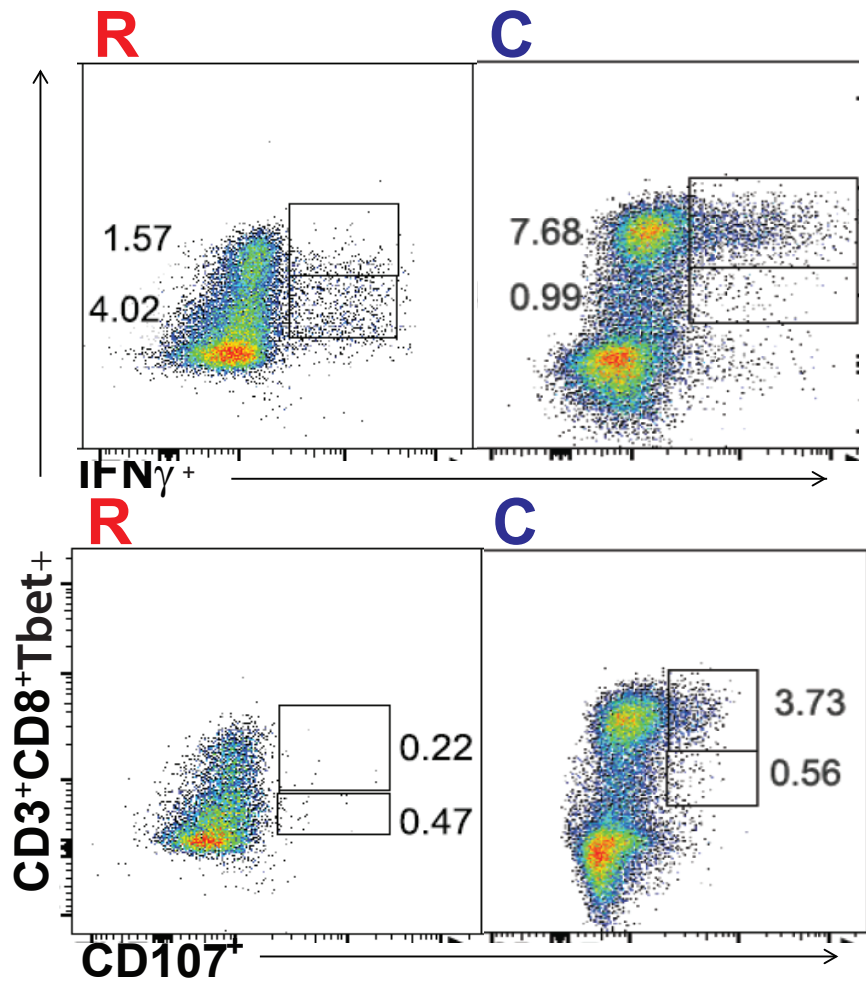 R C
1.57
4.02
7.68
0.99
IFNγ+
R C
CD3+CD8+Tbet+
0.22
0.47
3.73
0.56
CD107+